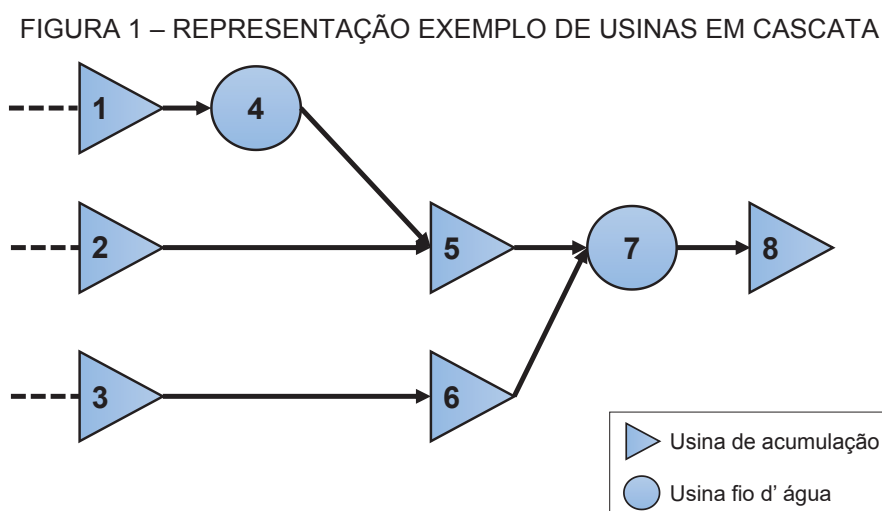 FIGURA 1 – REPRESENTAÇÃO EXEMPLO DE USINAS EM CASCATA
1
4
2
5
7
8
3
6
Usina de acumulação
Usina fio d' água